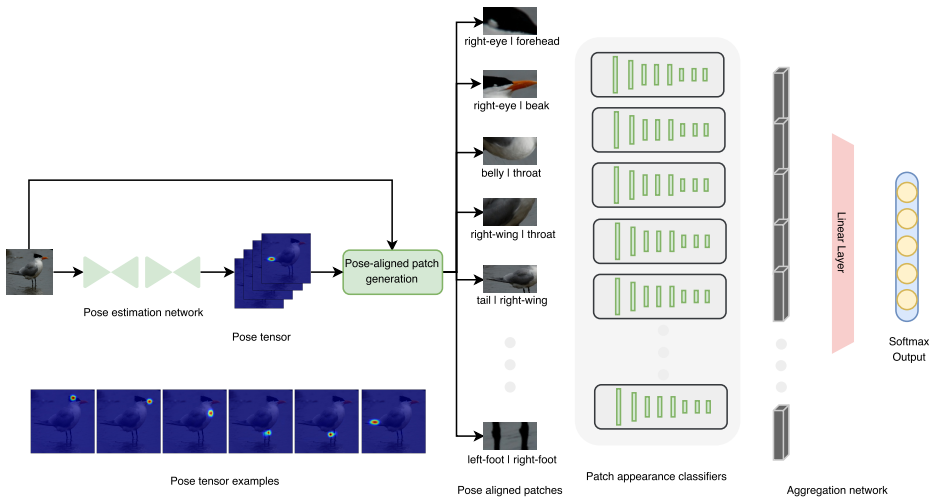 right-eye | forehead
right-eye | beak
belly | throat
right-wing | throat
tail | right-wing
left-foot | right-foot
Pose aligned patches
Pose-aligned patch
generation
Pose estimation network
Pose tensor
Pose tensor examples
Patch appearance classifiers
Linear Layer
Aggregation network
Softmax
Output